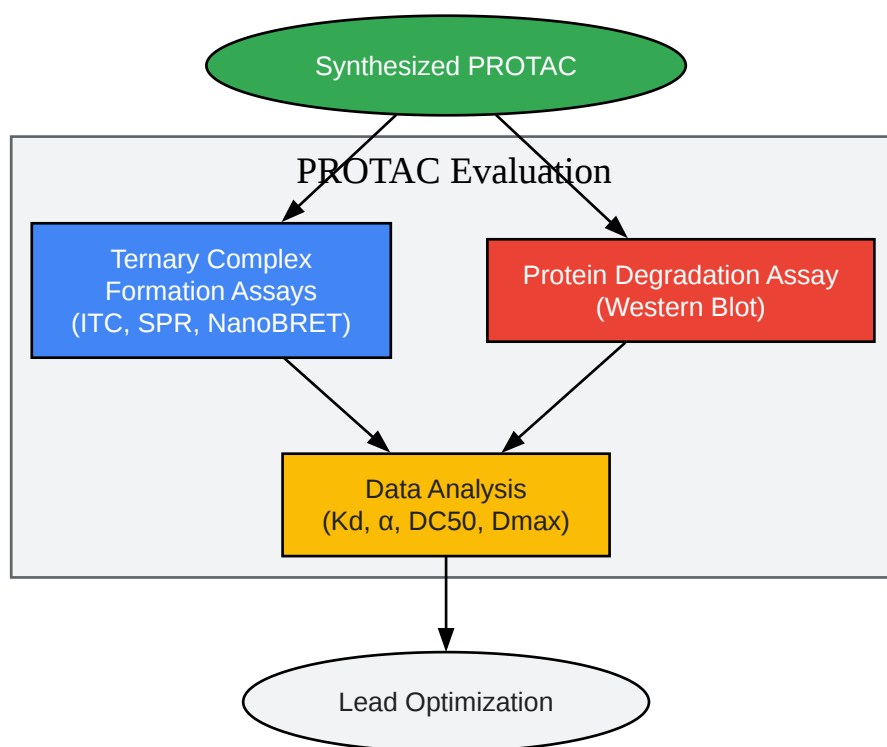 Synthesized PROTAC
PROTAC Evaluation
Ternary Complex
Formation Assays
(ITC, SPR, NanoBRET)
Protein Degradation Assay
(Western Blot)
Data Analysis
(Kd, α, DC50, Dmax)
Lead Optimization